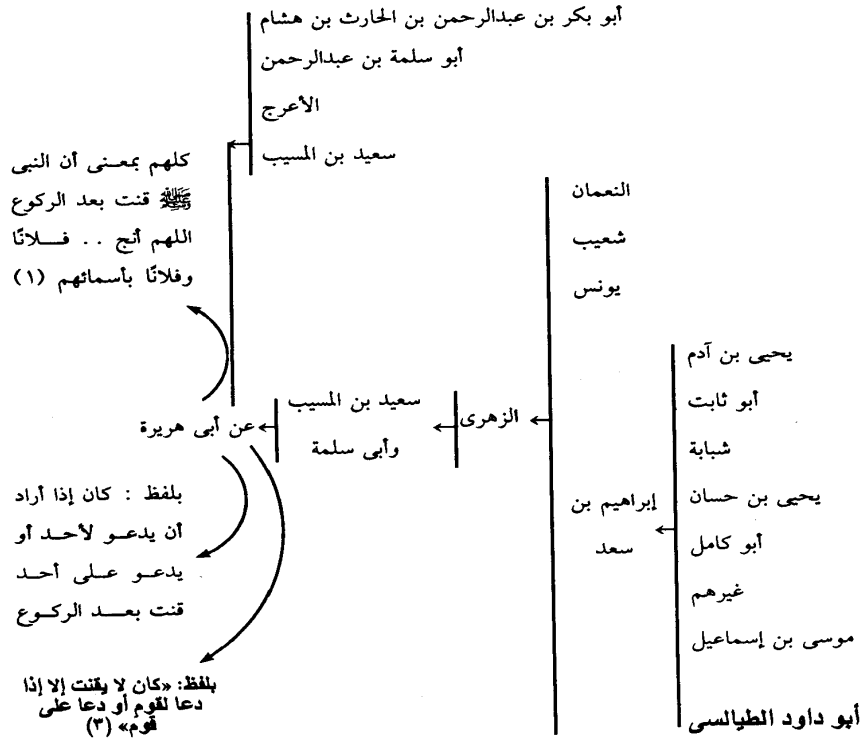 أبو بكر بن عبدالرحمن بن الحارث بن هشام
أبو سلمة بن عبدالرحمن
الأعرج
سعيد بن المسيب
كلهم بمعنى أن النبى
ﷺ قنت بعد الركوع
اللهم أنج .. فلانًا
وفلانًا بأسمائهم (١)
النعمان
شعيب
يونس
إبراهيم بن
سعد
يحيى بن آدم
أبو ثابت
شبابة
يحيى بن حسان
أبو كامل
غيرهم
موسى بن إسماعيل
أبو داود الطيالسى
الزهرى
سعيد بن المسيب
وأبى سلمة
عن أبى هريرة
بلفظ : كان إذا أراد
أن يدعو لأحد أو
يدعو على أحد
قنت بعد الركوع
بلفظ: «كان لا يقنت إلا إذا
دعا لقوم أو دعا على
قوم» (٣)